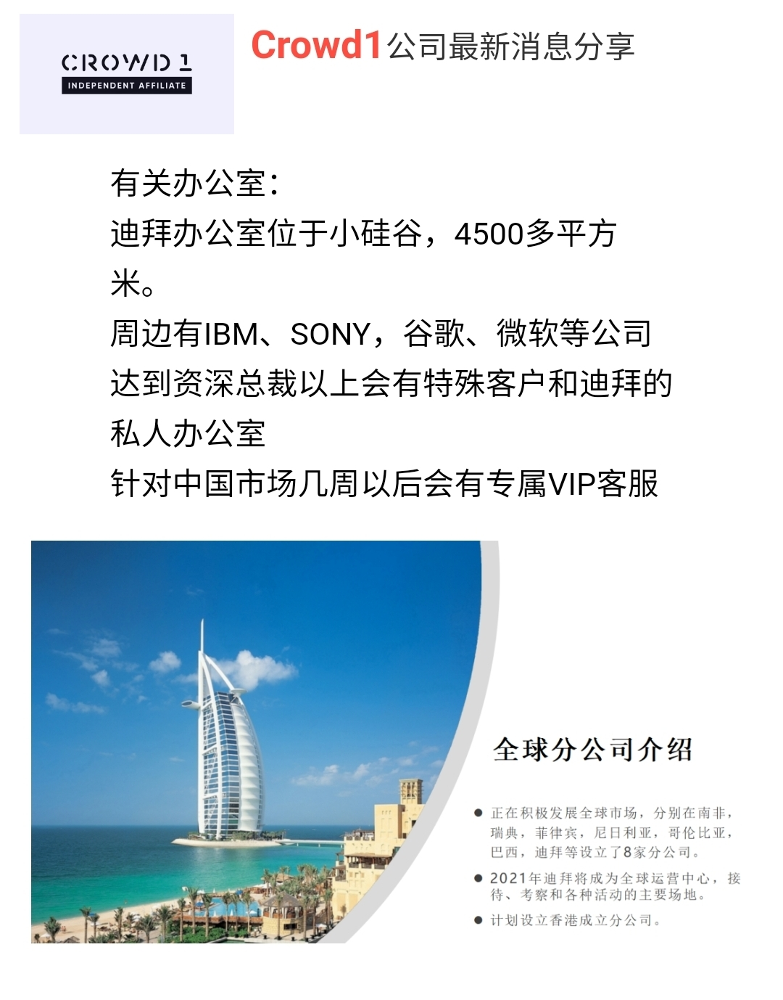 CROWD 1
INDEPENDENT AFFILIATE
Crowd1公司最新消息分享
有关办公室：
迪拜办公室位于小硅谷，4500多平方
米。
周边有IBM、SONY，谷歌、微软等公司
达到资深总裁以上会有特殊客户和迪拜的
私人办公室
针对中国市场几周以后会有专属VIP客服
全球分公司介绍
● 正在积极发展全球市场，分别在南非，
瑞典，菲律宾，尼日利亚，哥伦比亚，
巴西，迪拜等设立了8家分公司。
● 2021年迪拜将成为全球运营中心，接
待、考察和各种活动的主要场地。
● 计划设立香港成立分公司。